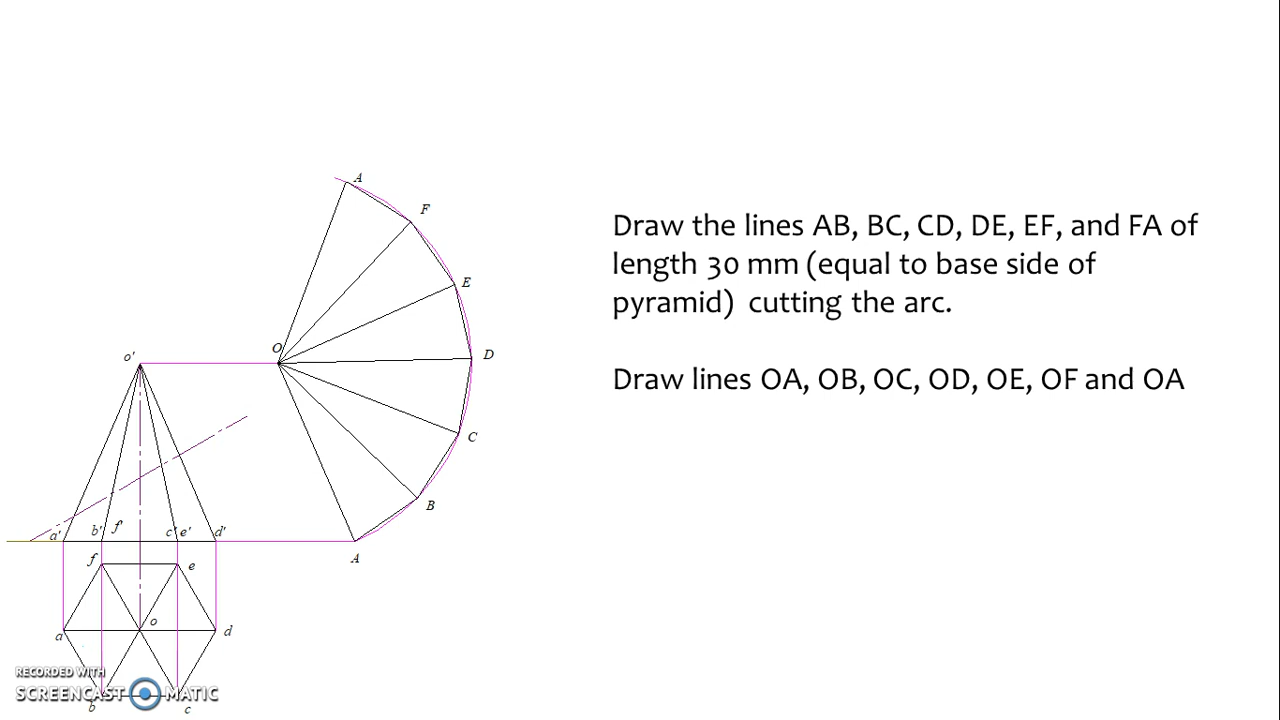 A
F
Draw the lines AB, BC, CD, DE, EF, and FA of
length 30 mm (equal to base side of
pyramid) cutting the arc.
E
O
o'
D
Draw lines OA, OB, OC, OD, OE, OF and OA
C
B
a' b' f' c' e' d'
A
f
e
o
a
d
RECORDED WITH
SCREENCAST MATIC
b
c